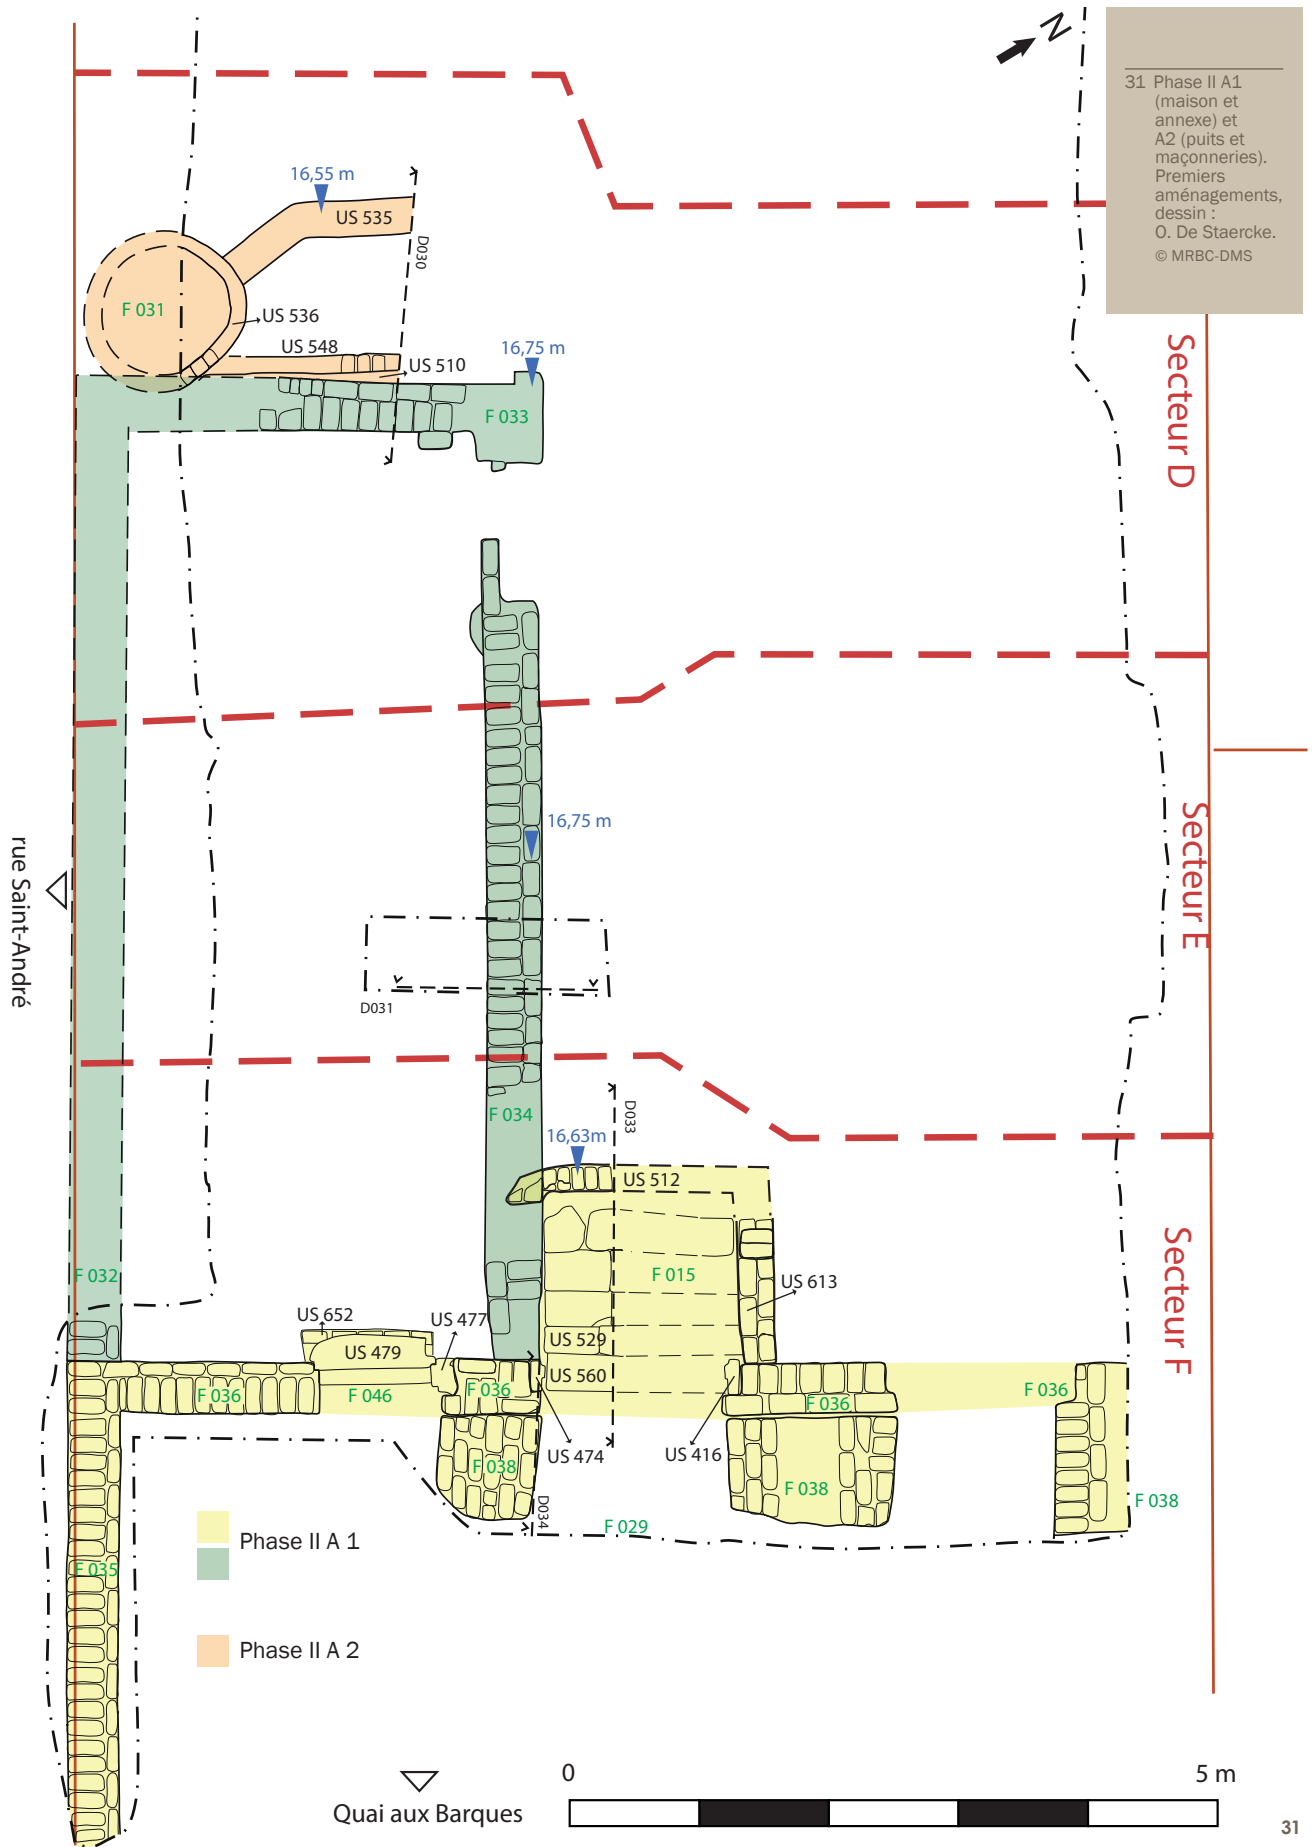 N
31 Phase II A1
(maison et
annexe) et
A2 (puits et
maçonneries).
Premiers
aménagements,
dessin :
O. De Staercke.
© MRBC-DMS
16,55 m
US 535
D030
F 031
US 536
US 548
US 510
16,75 m
F 033
Secteur D
16,75 m
Secteur E
rue Saint-André
D031
F 034
D033
16,63m
US 512
F 032
F 015
US 613
Secteur F
US 652
US 477
US 479
US 529
US 560
F 036
F 046
F 036
F 036
F 036
US 474
US 416
F 038
F 038
F 038
D034
F 029
Phase II A 1
F 035
Phase II A 2
0
5 m
Quai aux Barques
31